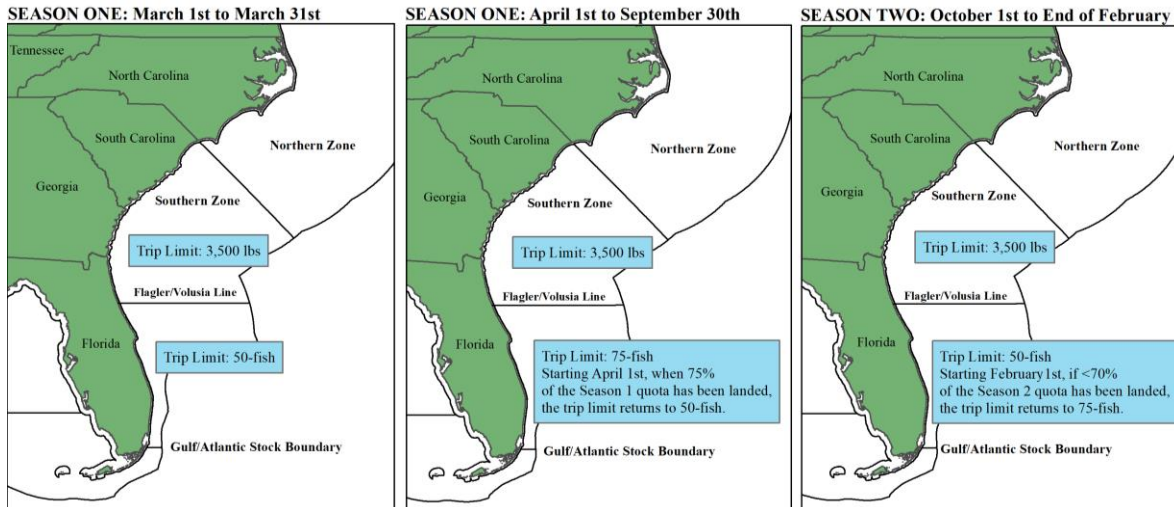 SEASON ONE: March 1st to March 31st
Tennessee
North Carolina
South Carolina
Northern Zone
Georgia
Southern Zone
Trip Limit: 3,500 lbs
Flagler/Volusia Line
Florida
Trip Limit: 50-fish
Gulf/Atlantic Stock Boundary
SEASON ONE: April 1st to September 30th
North Carolina
South Carolina
Northern Zone
Georgia
Southern Zone
Trip Limit: 3,500 lbs
Flagler/Volusia Line
Florida
Trip Limit: 75-fish
Starting April 1st, when 75%
of the Season 1 quota has been landed,
the trip limit returns to 50-fish.
Gulf/Atlantic Stock Boundary
SEASON TWO: October 1st to End of February
North Carolina
South Carolina
Northern Zone
Georgia
Southern Zone
Trip Limit: 3,500 lbs
Flagler/Volusia Line
Florida
Trip Limit: 50-fish
Starting February 1st, if <70%
of the Season 2 quota has been landed,
the trip limit returns to 75-fish.
Gulf/Atlantic Stock Boundary